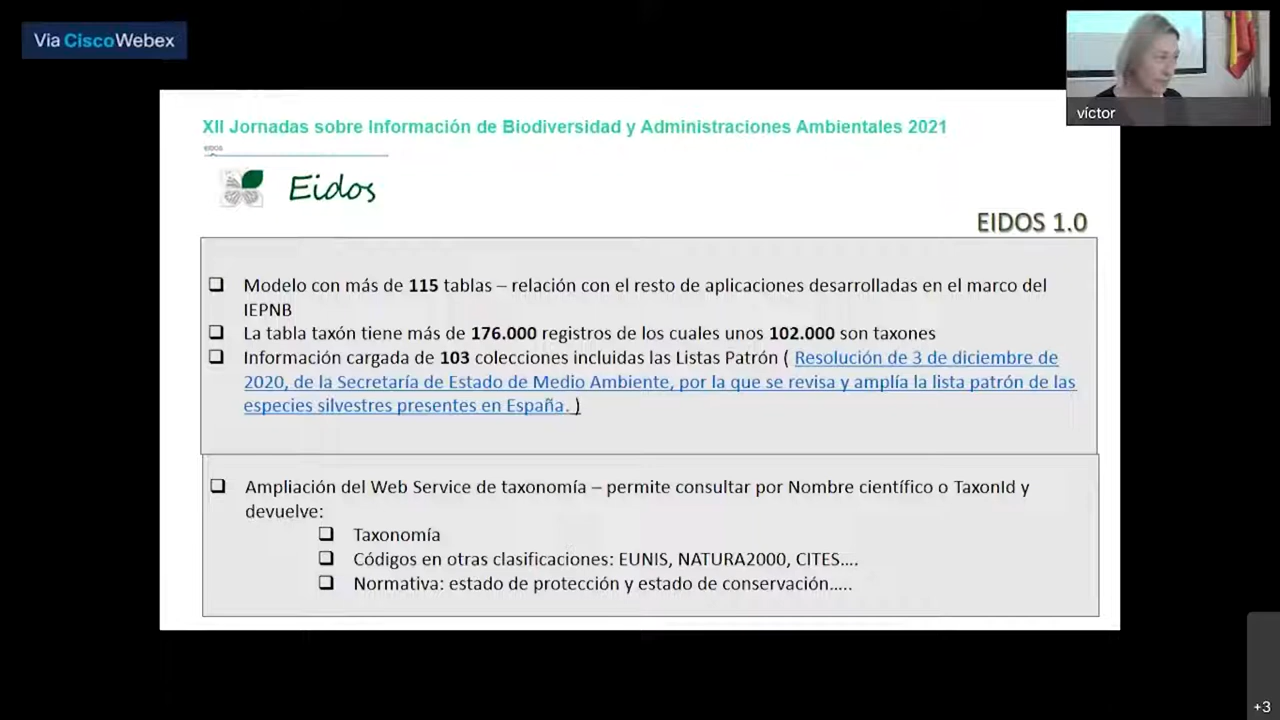 Via CiscoWebex
víctor
XII Jornadas sobre Información de Biodiversidad y Administraciones Ambientales 2021
EIDOS
Eidos
EIDOS 1.0
Modelo con más de 115 tablas – relación con el resto de aplicaciones desarrolladas en el marco del
IEPNB
La tabla taxón tiene más de 176.000 registros de los cuales unos 102.000 son taxones
Información cargada de 103 colecciones incluidas las Listas Patrón ( Resolución de 3 de diciembre de
2020, de la Secretaría de Estado de Medio Ambiente, por la que se revisa y amplía la lista patrón de las
especies silvestres presentes en España. )
Ampliación del Web Service de taxonomía – permite consultar por Nombre científico o TaxonId y
devuelve:
Taxonomía
Códigos en otras clasificaciones: EUNIS, NATURA2000, CITES....
Normativa: estado de protección y estado de conservación.....
+3